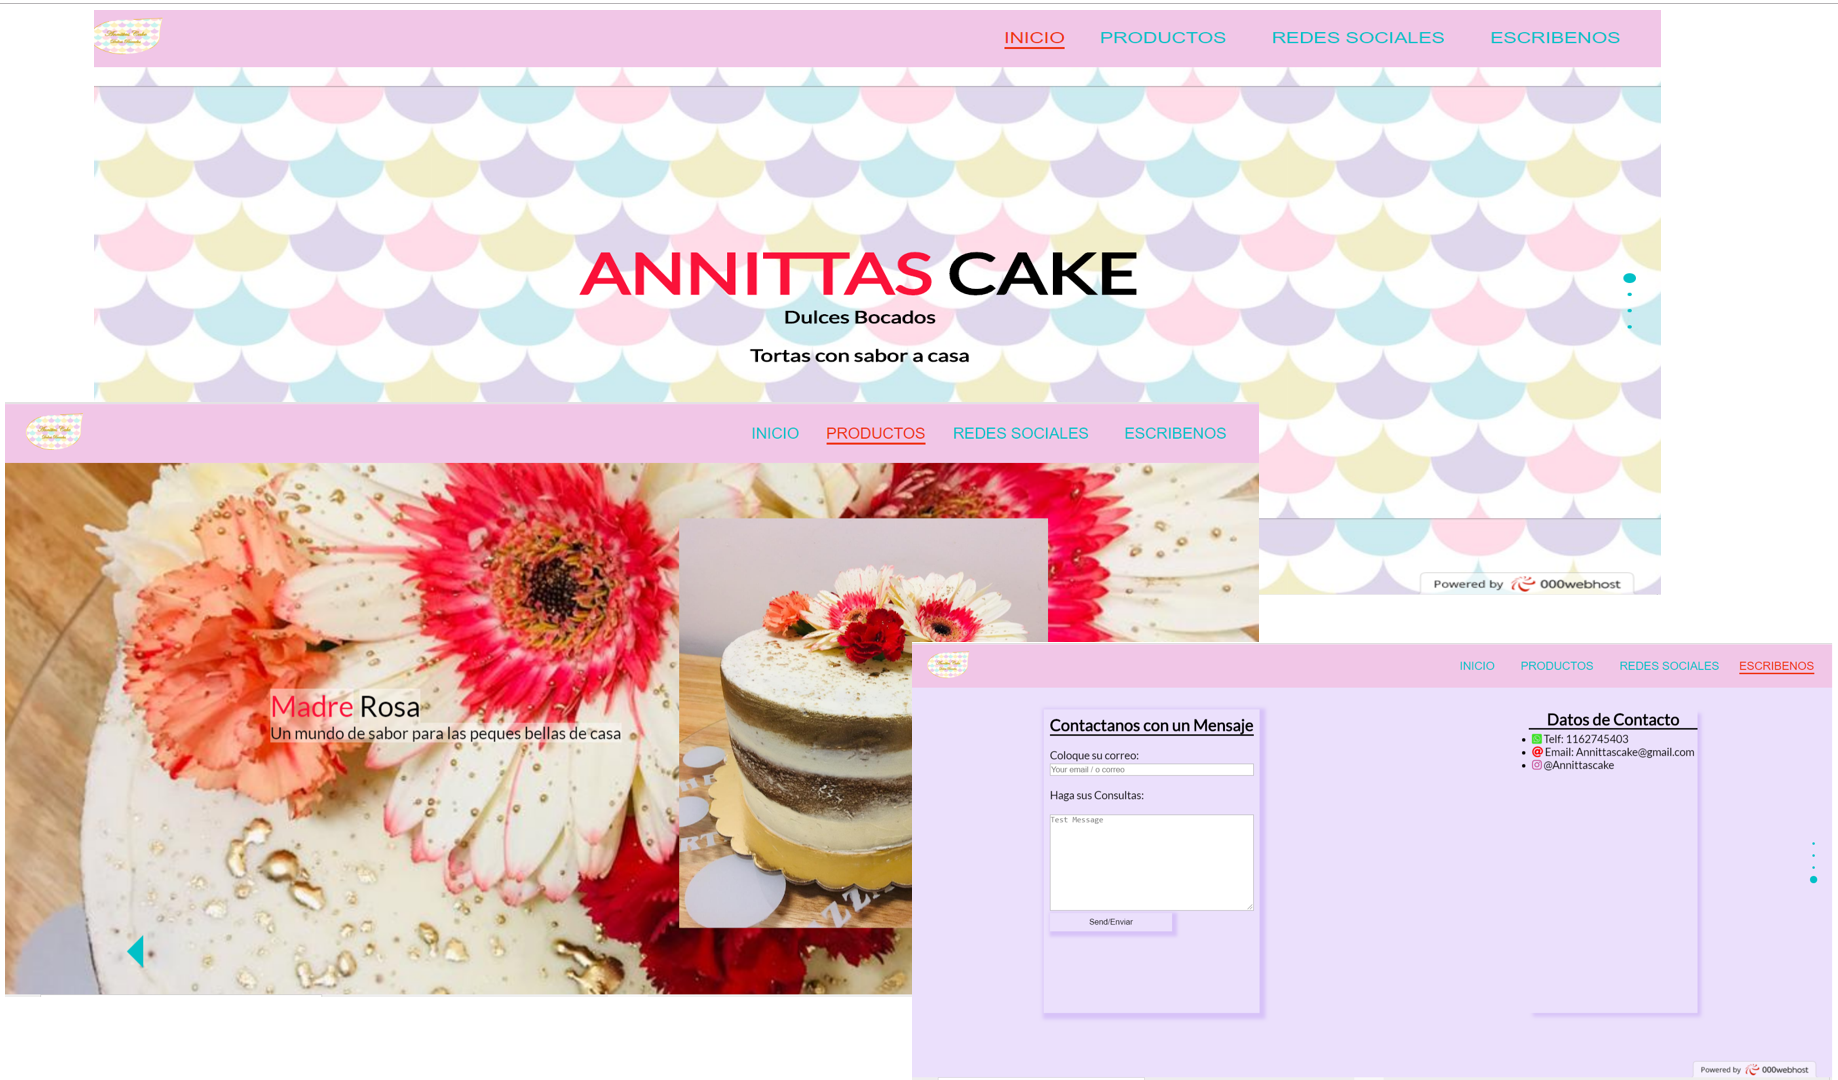 Annittas Cake
INICIO PRODUCTOS REDES SOCIALES ESCRIBENOS
ANNITTAS CAKE
Dulces Bocados
Tortas con sabor a casa
Powered by 000webhost
INICIO PRODUCTOS REDES SOCIALES ESCRIBENOS
Madre Rosa
Un mundo de sabor para las peques bellas de casa
INICIO PRODUCTOS REDES SOCIALES ESCRIBENOS
Contactanos con un Mensaje
Coloque su correo:
Your email / o correo
Haga sus Consultas:
Test Message
Send/Enviar
Datos de Contacto
Telf: 1162745403
Email: Annittascake@gmail.com
@Annittascake
Powered by 000webhost